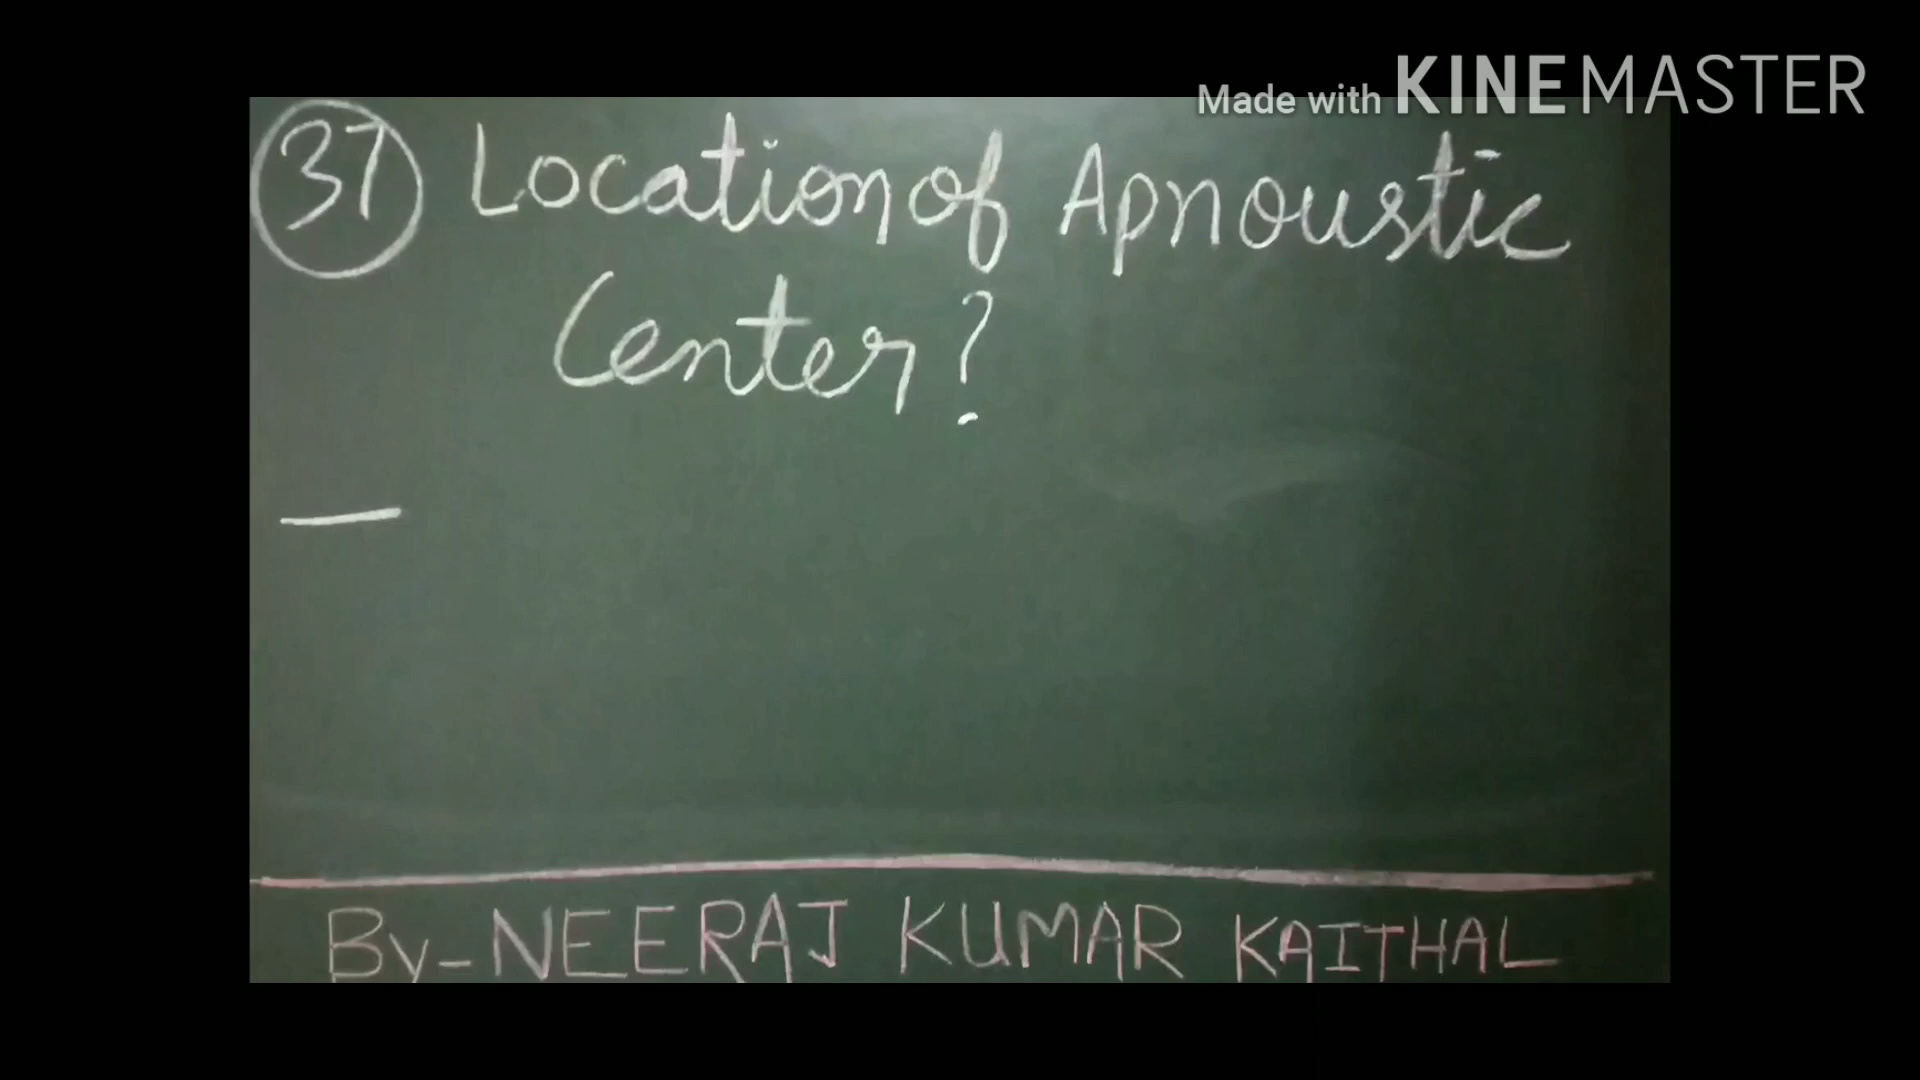 Made with KINEMASTER
37 Location of Apnoustic
Center?
—
By-NEERAJ KUMAR KAITHAL